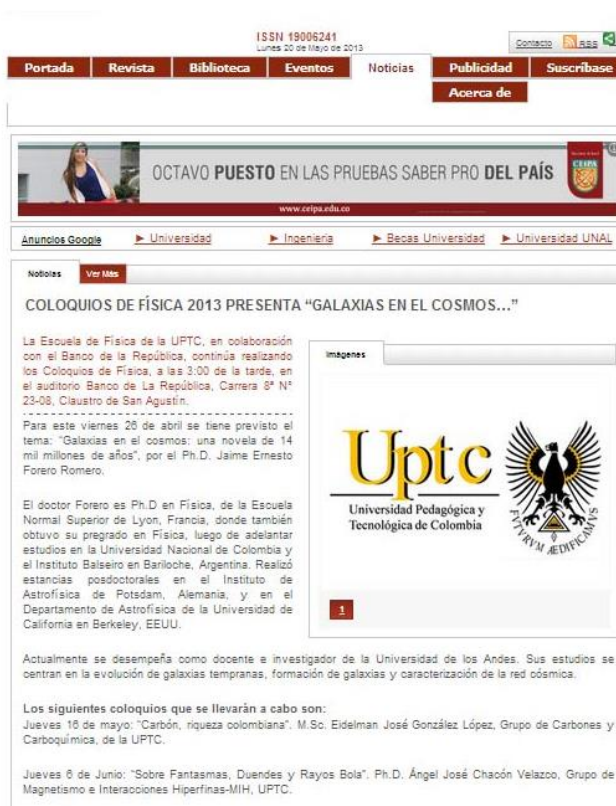 ISSN 19006241
Lunes 20 de Mayo de 2013
Contacto RSS
Portada Revista Biblioteca Eventos Noticias Publicidad Suscríbase
Acerca de
OCTAVO PUESTO EN LAS PRUEBAS SABER PRO DEL PAÍS
CEIPA
www.ceipa.edu.co
Anuncios Google ► Universidad ► Ingenieria ► Becas Universidad ► Universidad UNAL
Noticias Ver Más
COLOQUIOS DE FÍSICA 2013 PRESENTA “GALAXIAS EN EL COSMOS...”
La Escuela de Física de la UPTC, en colaboración
con el Banco de la República, continúa realizando
los Coloquios de Física, a las 3:00 de la tarde, en
el auditorio Banco de La República, Carrera 8ª N°
23-08, Claustro de San Agustín.
Para este viernes 26 de abril se tiene previsto el
tema: “Galaxias en el cosmos: una novela de 14
mil millones de años”, por el Ph.D. Jaime Ernesto
Forero Romero.
El doctor Forero es Ph.D en Física, de la Escuela
Normal Superior de Lyon, Francia, donde también
obtuvo su pregrado en Física, luego de adelantar
estudios en la Universidad Nacional de Colombia y
el Instituto Balseiro en Bariloche, Argentina. Realizó
estancias posdoctorales en el Instituto de
Astrofísica de Potsdam, Alemania, y en el
Departamento de Astrofísica de la Universidad de
California en Berkeley, EEUU.
Imágenes
Uptc
Universidad Pedagógica y
Tecnológica de Colombia
FVTVRVM ÆDIFICAMVS
1
Actualmente se desempeña como docente e investigador de la Universidad de los Andes. Sus estudios se
centran en la evolución de galaxias tempranas, formación de galaxias y caracterización de la red cósmica.
Los siguientes coloquios que se llevarán a cabo son:
Jueves 16 de mayo: “Carbón, riqueza colombiana”. M.Sc. Eidelman José González López, Grupo de Carbones y
Carboquímica, de la UPTC.
Jueves 6 de Junio: “Sobre Fantasmas, Duendes y Rayos Bola”. Ph.D. Ángel José Chacón Velazco, Grupo de
Magnetismo e Interacciones Hiperfinas-MIH, UPTC.